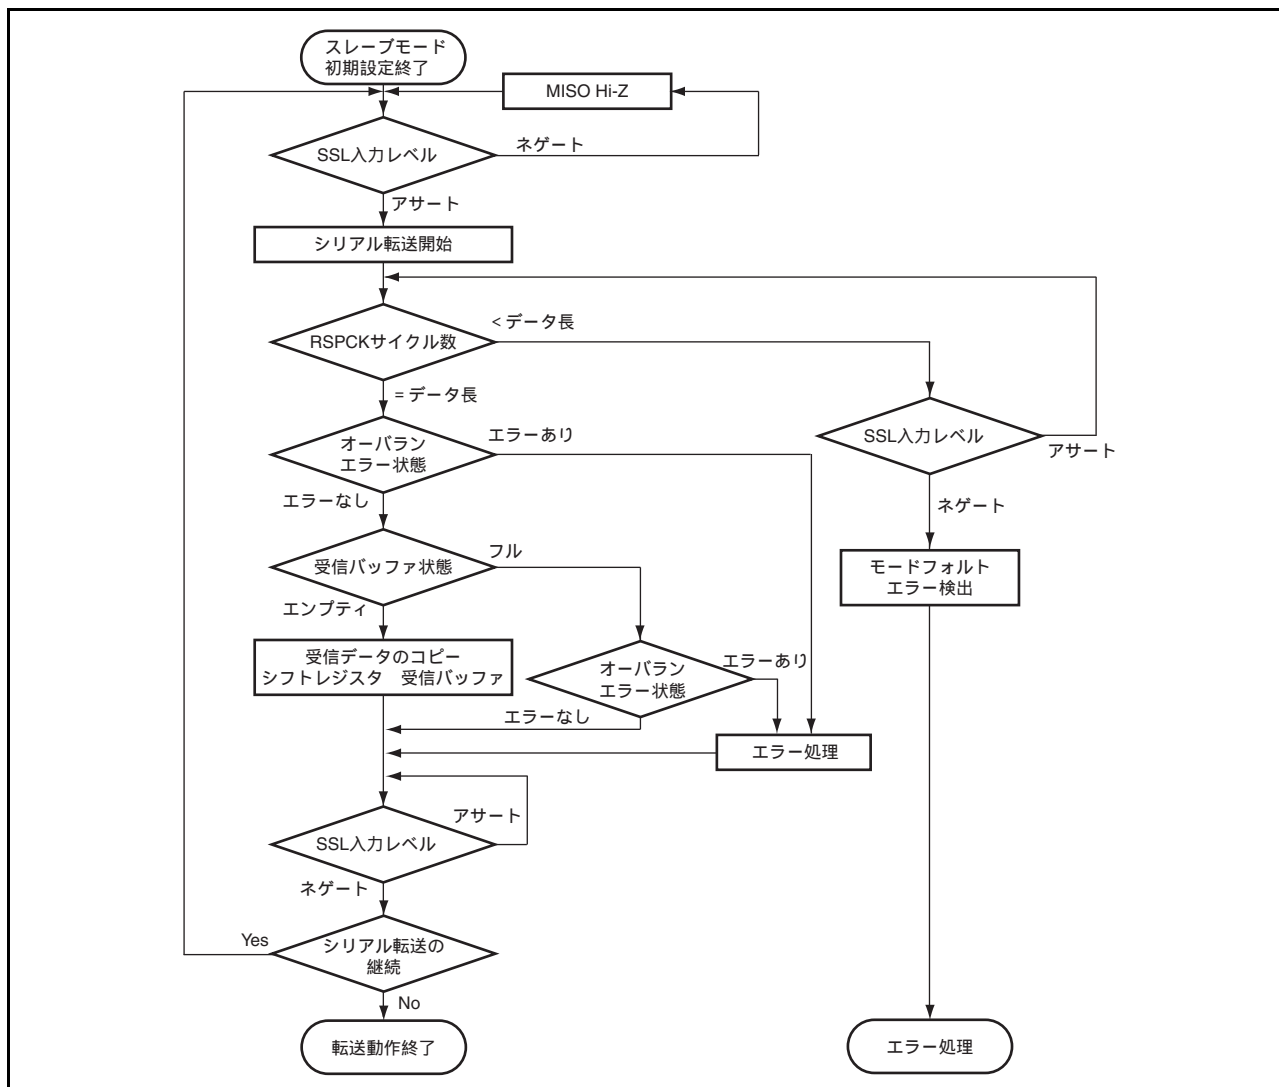 スレーブモード
初期設定終了
MISO Hi-Z
SSL入力レベル
ネゲート
アサート
シリアル転送開始
RSPCKサイクル数
< データ長
= データ長
SSL入力レベル
アサート
ネゲート
モードフォルト
エラー検出
オーバラン
エラー状態
エラーあり
エラーなし
受信バッファ状態
フル
エンプティ
受信データのコピー
シフトレジスタ　受信バッファ
オーバラン
エラー状態
エラーあり
エラーなし
エラー処理
SSL入力レベル
アサート
ネゲート
シリアル転送の
継続
Yes
No
転送動作終了
エラー処理